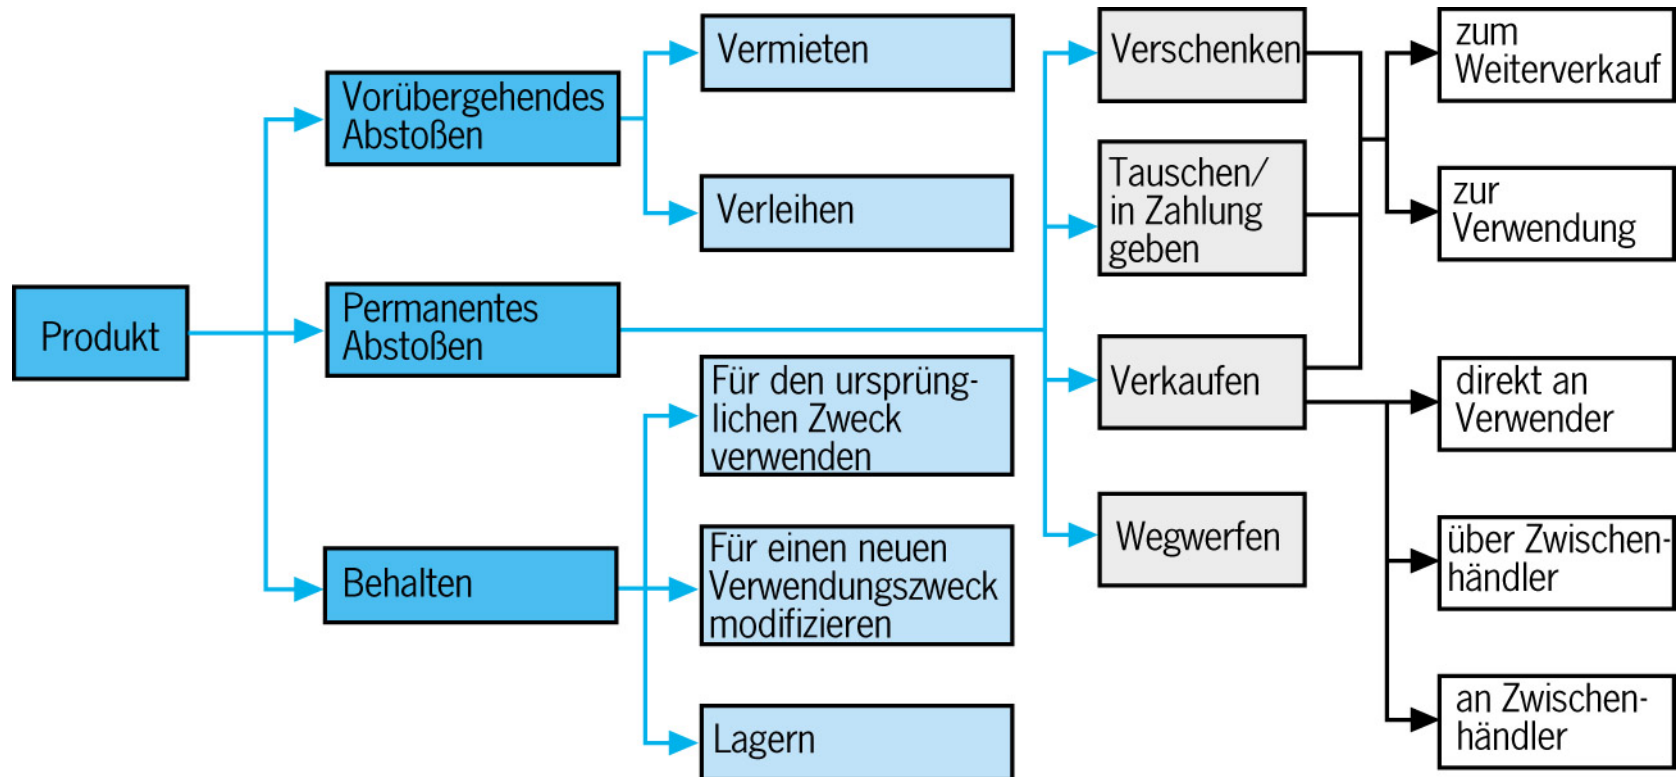 Produkt
Vorübergehendes
Abstoßen
Permanentes
Abstoßen
Behalten
Vermieten
Verleihen
Für den ursprüng-
lichen Zweck
verwenden
Für einen neuen
Verwendungszweck
modifizieren
Lagern
Verschenken
Tauschen/
in Zahlung
geben
Verkaufen
Wegwerfen
zum
Weiterverkauf
zur
Verwendung
direkt an
Verwender
über Zwischen-
händler
an Zwischen-
händler